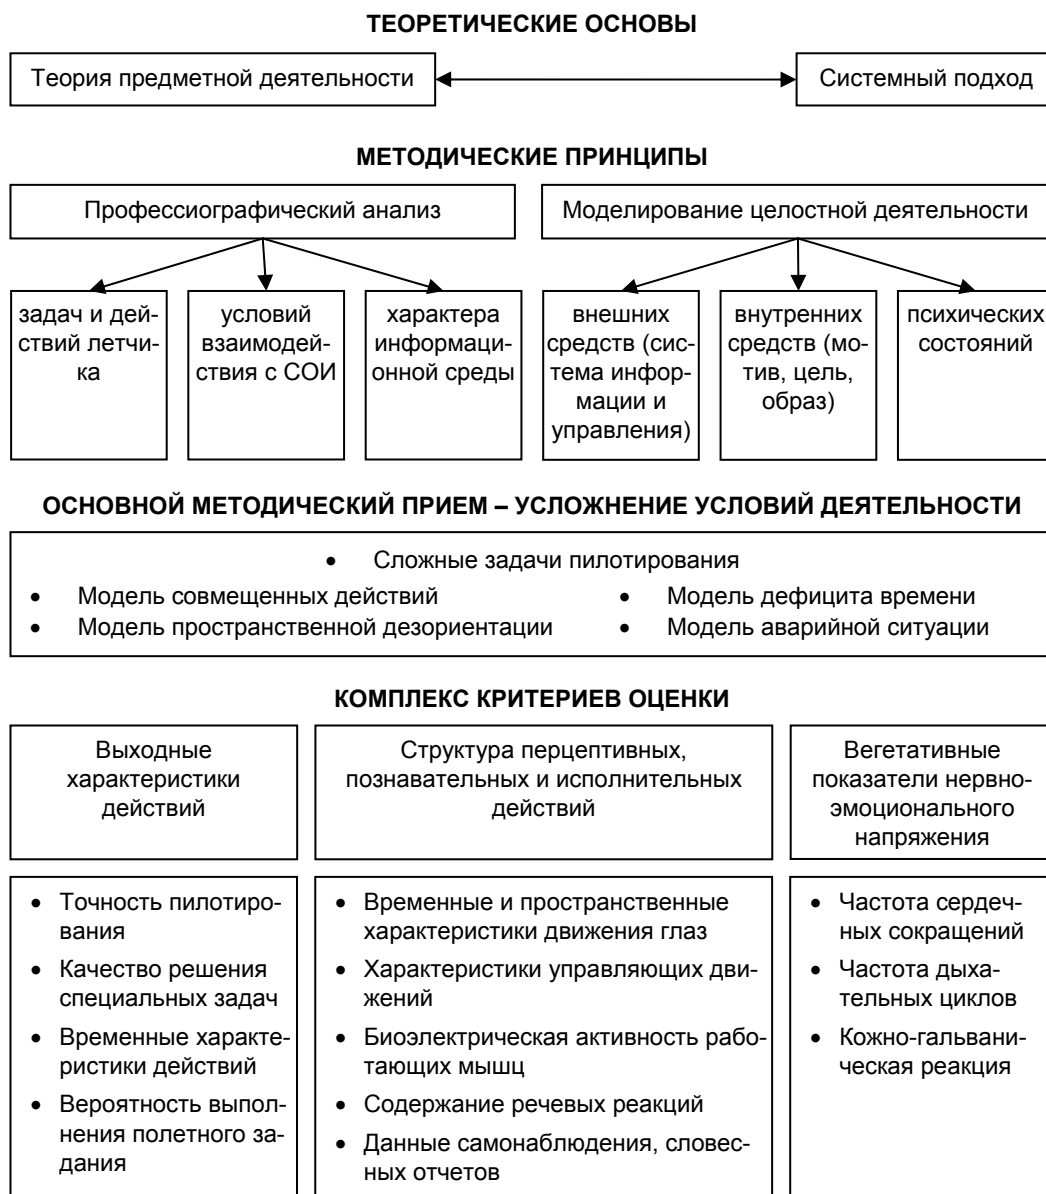 ТЕОРЕТИЧЕСКИЕ ОСНОВЫ
Теория предметной деятельности
Системный подход
МЕТОДИЧЕСКИЕ ПРИНЦИПЫ
Профессиографический анализ
Моделирование целостной деятельности
задач и дей-
ствий летчи-
ка
условий
взаимодей-
ствия с СОИ
характера
информаци-
онной среды
внешних
средств (сис-
тема инфор-
мации и
управления)
внутренних
средств (мо-
тив, цель,
образ)
психических
состояний
ОСНОВНОЙ МЕТОДИЧЕСКИЙ ПРИЕМ – УСЛОЖНЕНИЕ УСЛОВИЙ ДЕЯТЕЛЬНОСТИ
• Сложные задачи пилотирования
• Модель совмещенных действий
• Модель дефицита времени
• Модель пространственной дезориентации
• Модель аварийной ситуации
КОМПЛЕКС КРИТЕРИЕВ ОЦЕНКИ
Выходные
характеристики
действий
Структура перцептивных,
познавательных и исполнительных
действий
Вегетативные
показатели нервно-
эмоционального
напряжения
• Точность пилотиро-
вания
• Качество решения
специальных задач
• Временные характе-
ристики действий
• Вероятность выпол-
нения полетного за-
дания
• Временные и пространственные
характеристики движения глаз
• Характеристики управляющих дви-
жений
• Биоэлектрическая активность рабо-
тающих мышц
• Содержание речевых реакций
• Данные самонаблюдения, словес-
ных отчетов
• Частота сердеч-
ных сокращений
• Частота дыха-
тельных циклов
• Кожно-гальвани-
ческая реакция